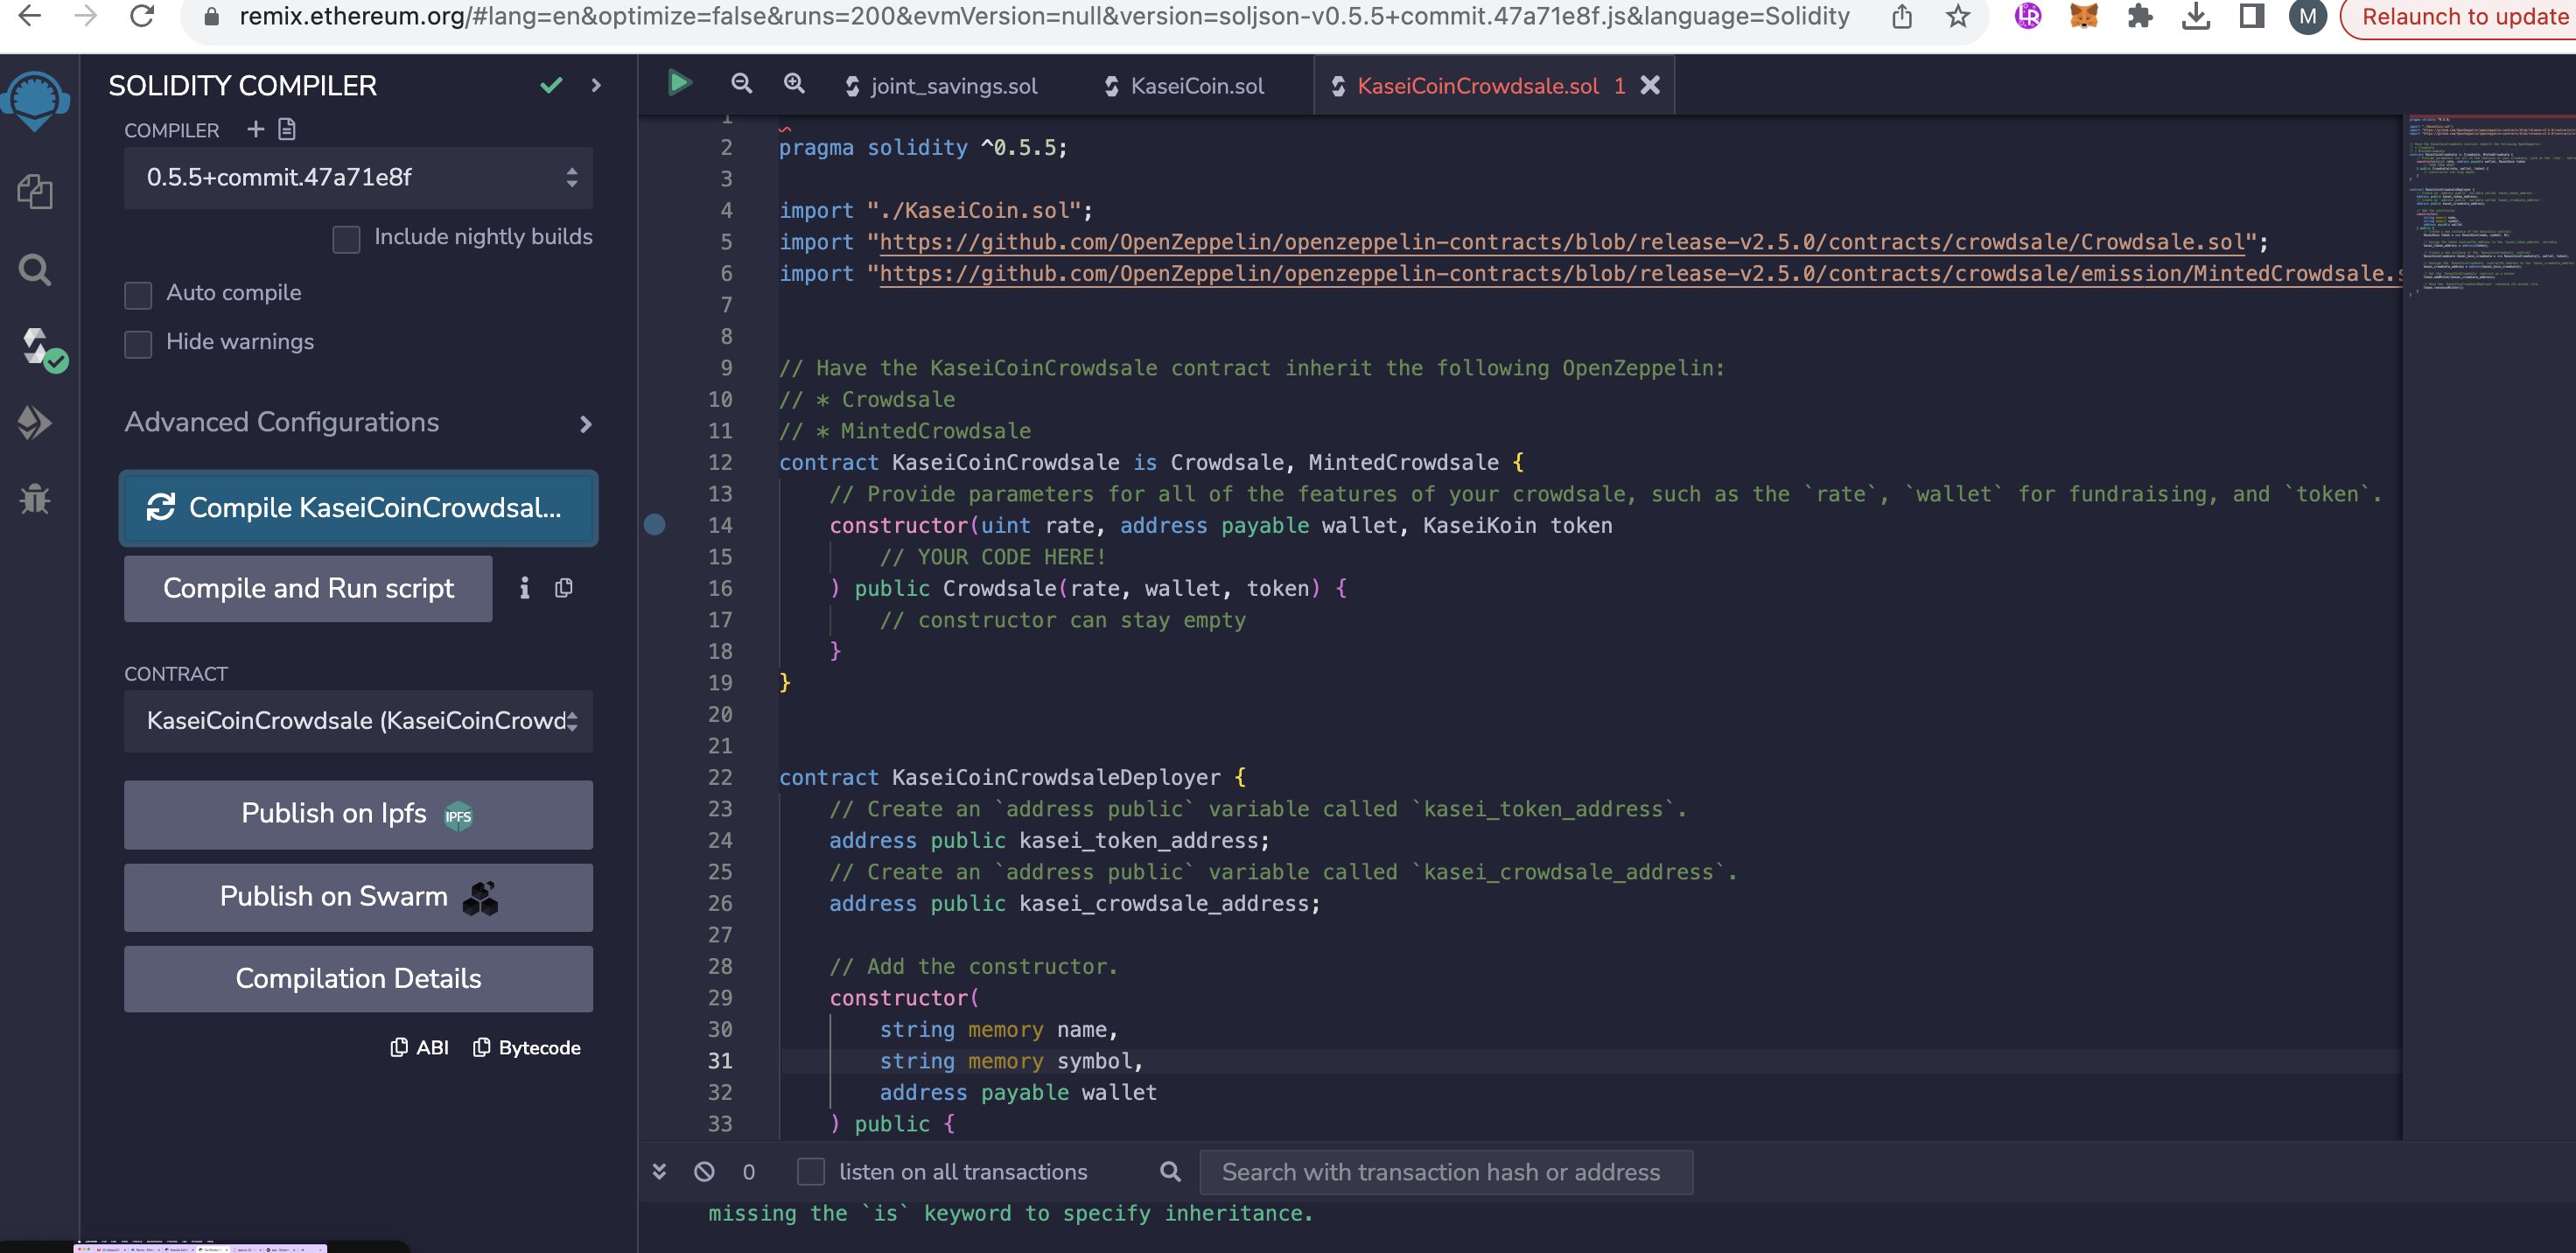 remix.ethereum.org/#lang=en&optimize=false&runs=200&evmVersion=null&version=soljson-v0.5.5+commit.47a71e8f.js&language=Solidity
M
Relaunch to update
SOLIDITY COMPILER
COMPILER
0.5.5+commit.47a71e8f
Include nightly builds
Auto compile
Hide warnings
Advanced Configurations
Compile KaseiCoinCrowdsal...
Compile and Run script
CONTRACT
KaseiCoinCrowdsale (KaseiCoinCrowd
Publish on Ipfs IPFS
Publish on Swarm
Compilation Details
ABI Bytecode
joint_savings.sol KaseiCoin.sol KaseiCoinCrowdsale.sol 1
1
2 pragma solidity ^0.5.5;
3
4 import "./KaseiCoin.sol";
5 import "https://github.com/OpenZeppelin/openzeppelin-contracts/blob/release-v2.5.0/contracts/crowdsale/Crowdsale.sol";
6 import "https://github.com/OpenZeppelin/openzeppelin-contracts/blob/release-v2.5.0/contracts/crowdsale/emission/MintedCrowdsale.s
7
8
9 // Have the KaseiCoinCrowdsale contract inherit the following OpenZeppelin:
10 // * Crowdsale
11 // * MintedCrowdsale
12 contract KaseiCoinCrowdsale is Crowdsale, MintedCrowdsale {
13 // Provide parameters for all of the features of your crowdsale, such as the `rate`, `wallet` for fundraising, and `token`.
14 constructor(uint rate, address payable wallet, KaseiKoin token
15 // YOUR CODE HERE!
16 ) public Crowdsale(rate, wallet, token) {
17 // constructor can stay empty
18 }
19 }
20
21
22 contract KaseiCoinCrowdsaleDeployer {
23 // Create an `address public` variable called `kasei_token_address`.
24 address public kasei_token_address;
25 // Create an `address public` variable called `kasei_crowdsale_address`.
26 address public kasei_crowdsale_address;
27
28 // Add the constructor.
29 constructor(
30 string memory name,
31 string memory symbol,
32 address payable wallet
33 ) public {
0 listen on all transactions Search with transaction hash or address
missing the `is` keyword to specify inheritance.